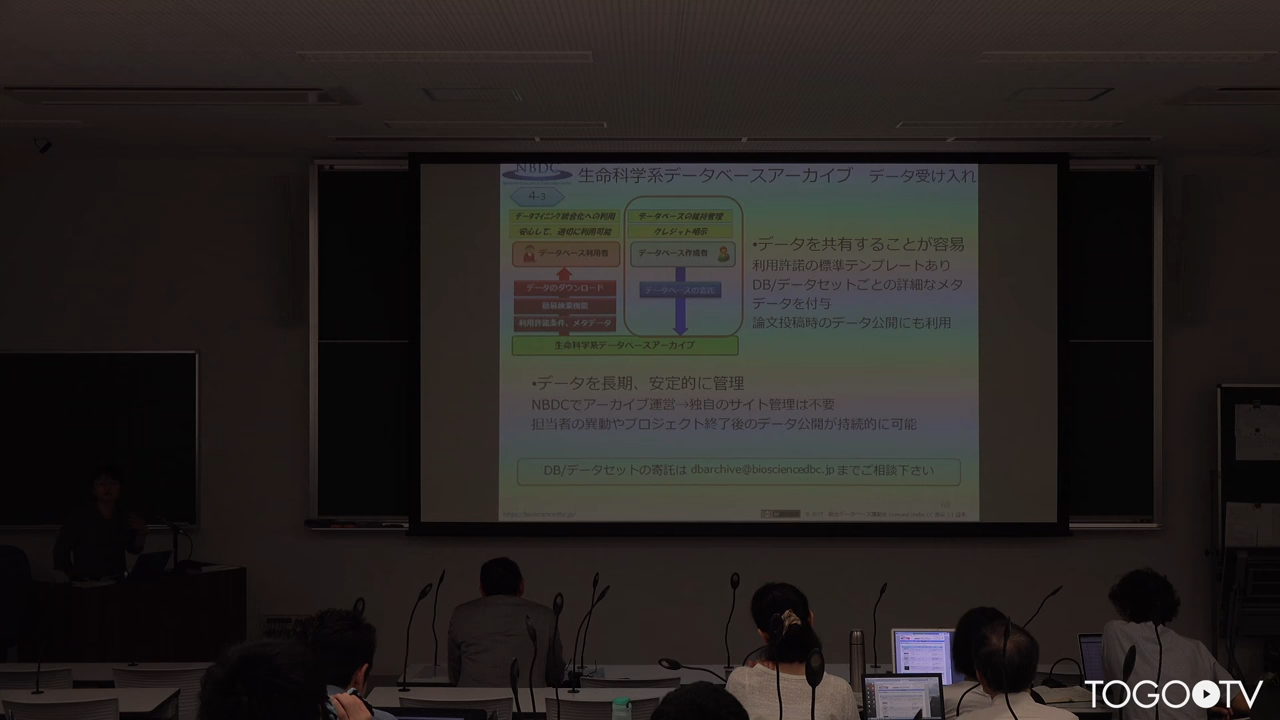 NBDC
生命科学系データベースアーカイブ データ受け入れ
4-3
データマイニング、統合化への利用
安心して、適切に利用可能
データベース利用者
データのダウンロード
簡易検索機能
利用許諾条件、メタデータ
データベースの維持管理
クレジット明示
データベース作成者
データベースの寄託
生命科学系データベースアーカイブ
•データを共有することが容易
利用許諾の標準テンプレートあり
DB/データセットごとの詳細なメタ
データを付与
論文投稿時のデータ公開にも利用
•データを長期、安定的に管理
NBDCでアーカイブ運営→独自のサイト管理は不要
担当者の異動やプロジェクト終了後のデータ公開が持続的に可能
DB/データセットの寄託は dbarchive@biosciencedbc.jp までご相談下さい
https://biosciencedbc.jp/
TOGOTV